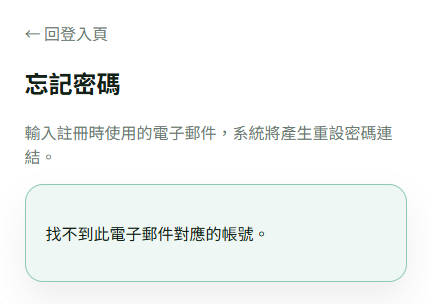 ← 回登入頁
忘記密碼
輸入註冊時使用的電子郵件，系統將產生重設密碼連
結。
找不到此電子郵件對應的帳號。